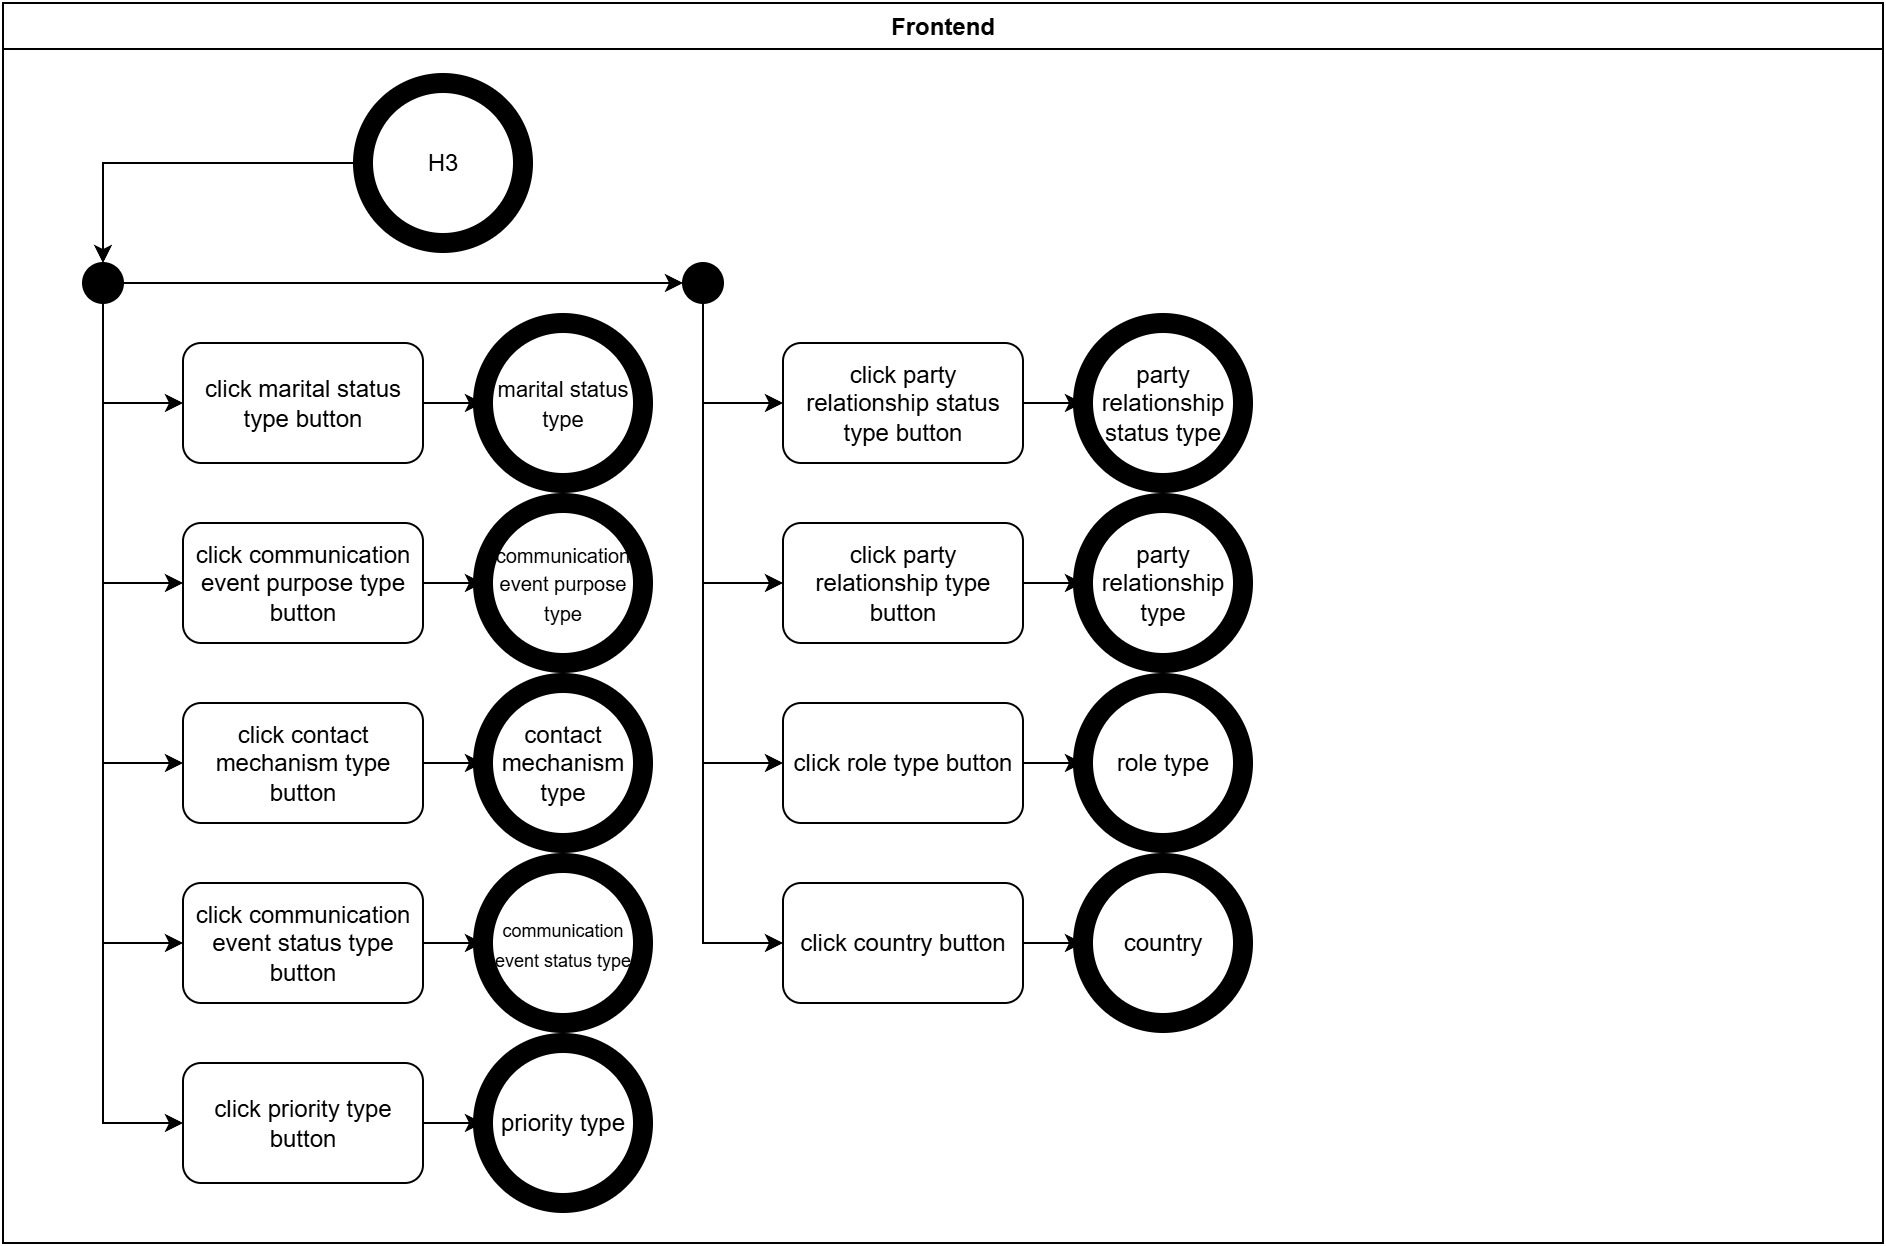 Frontend
H3
click marital status
type button
marital status
type
click party
relationship status
type button
party
relationship
status type
click communication
event purpose type
button
communication
event purpose
type
click party
relationship type
button
party
relationship
type
click contact
mechanism type
button
contact
mechanism
type
click role type button
role type
click communication
event status type
button
communication
event status type
click country button
country
click priority type
button
priority type